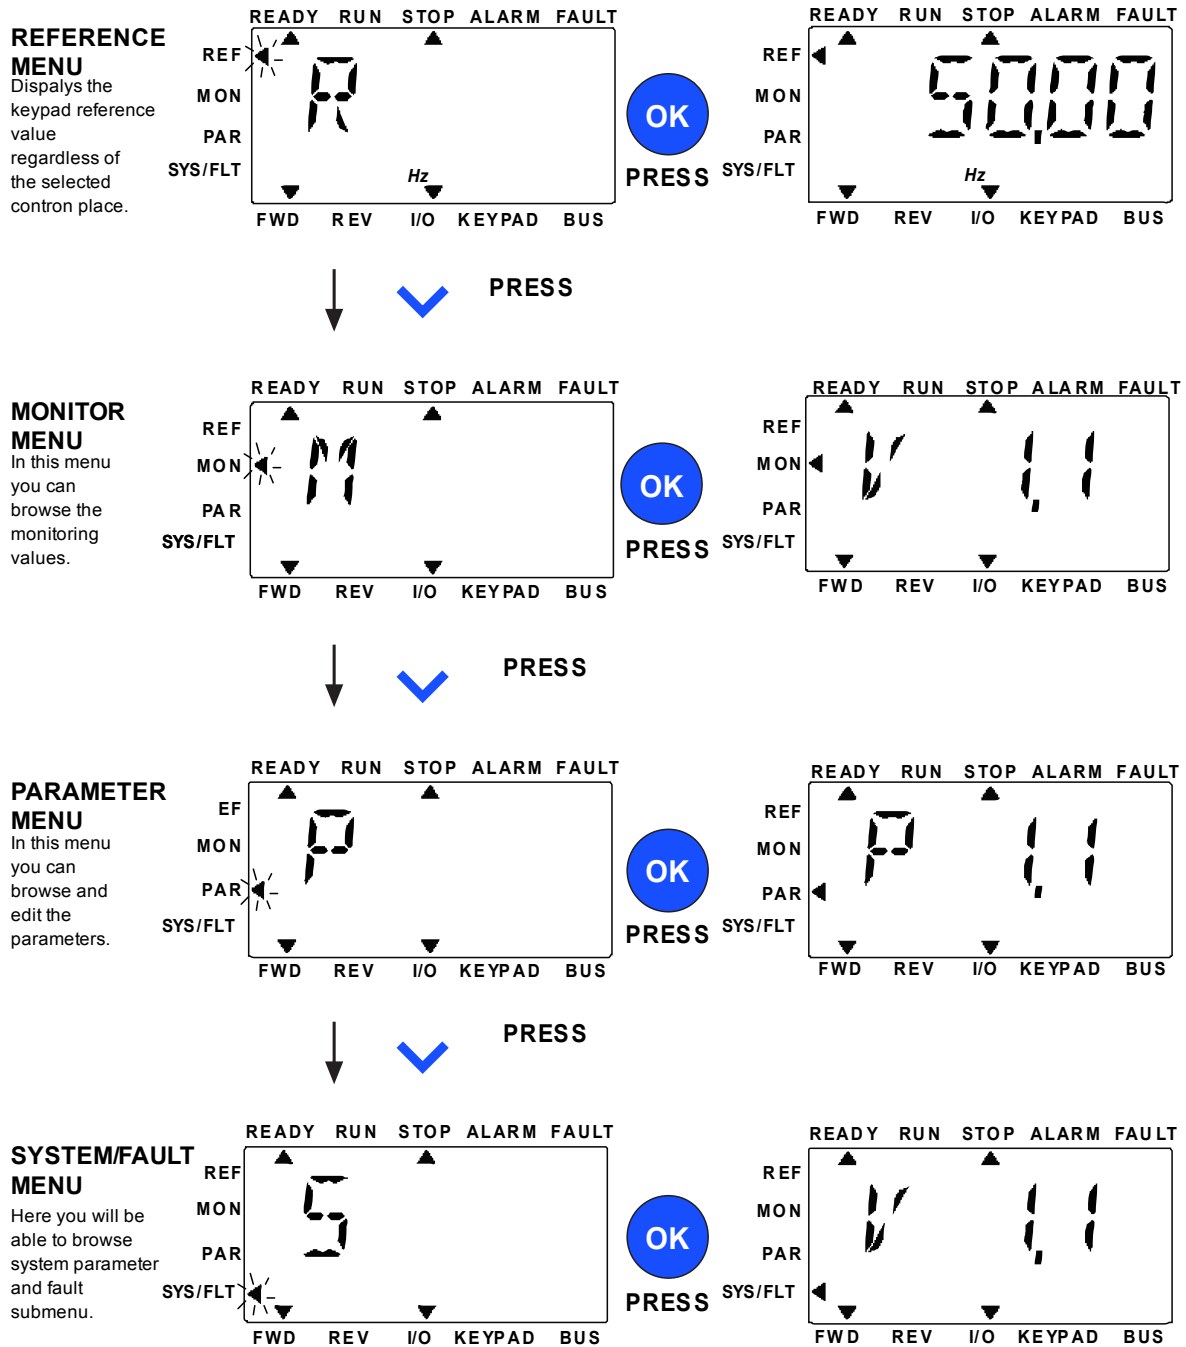 READY RUN STOP ALARM FAULT
REFERENCE
MENU
Dispalys the
keypad reference
value
regardless of
the selected
contron place.
REF
MON
PAR
SYS/FLT
R
Hz
FWD REV I/O KEYPAD BUS
OK
PRESS
READY RUN STOP ALARM FAULT
REF
MON
PAR
SYS/FLT
50,00
Hz
FWD REV I/O KEYPAD BUS
PRESS
READY RUN STOP ALARM FAULT
MONITOR
MENU
In this menu
you can
browse the
monitoring
values.
REF
MON
PAR
SYS/FLT
M
FWD REV I/O KEYPAD BUS
OK
PRESS
READY RUN STOP ALARM FAULT
REF
MON
PAR
SYS/FLT
V 1,1
FWD REV I/O KEYPAD BUS
PRESS
READY RUN STOP ALARM FAULT
PARAMETER
MENU
In this menu
you can
browse and
edit the
parameters.
EF
MON
PAR
SYS/FLT
P
FWD REV I/O KEYPAD BUS
OK
PRESS
READY RUN STOP ALARM FAULT
REF
MON
PAR
SYS/FLT
P 1,1
FWD REV I/O KEYPAD BUS
PRESS
READY RUN STOP ALARM FAULT
SYSTEM/FAULT
MENU
Here you will be
able to browse
system parameter
and fault
submenu.
REF
MON
PAR
SYS/FLT
S
FWD REV I/O KEYPAD BUS
OK
PRESS
READY RUN STOP ALARM FAULT
REF
MON
PAR
SYS/FLT
V 1,1
FWD REV I/O KEYPAD BUS